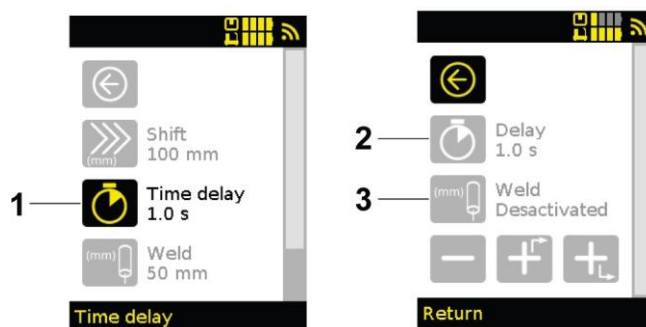 (mm)
Shift
100 mm
1
Time delay
1.0 s
(mm)
Weld
50 mm
Time delay
2
Delay
1.0 s
3
(mm)
Weld
Desactivated
Return